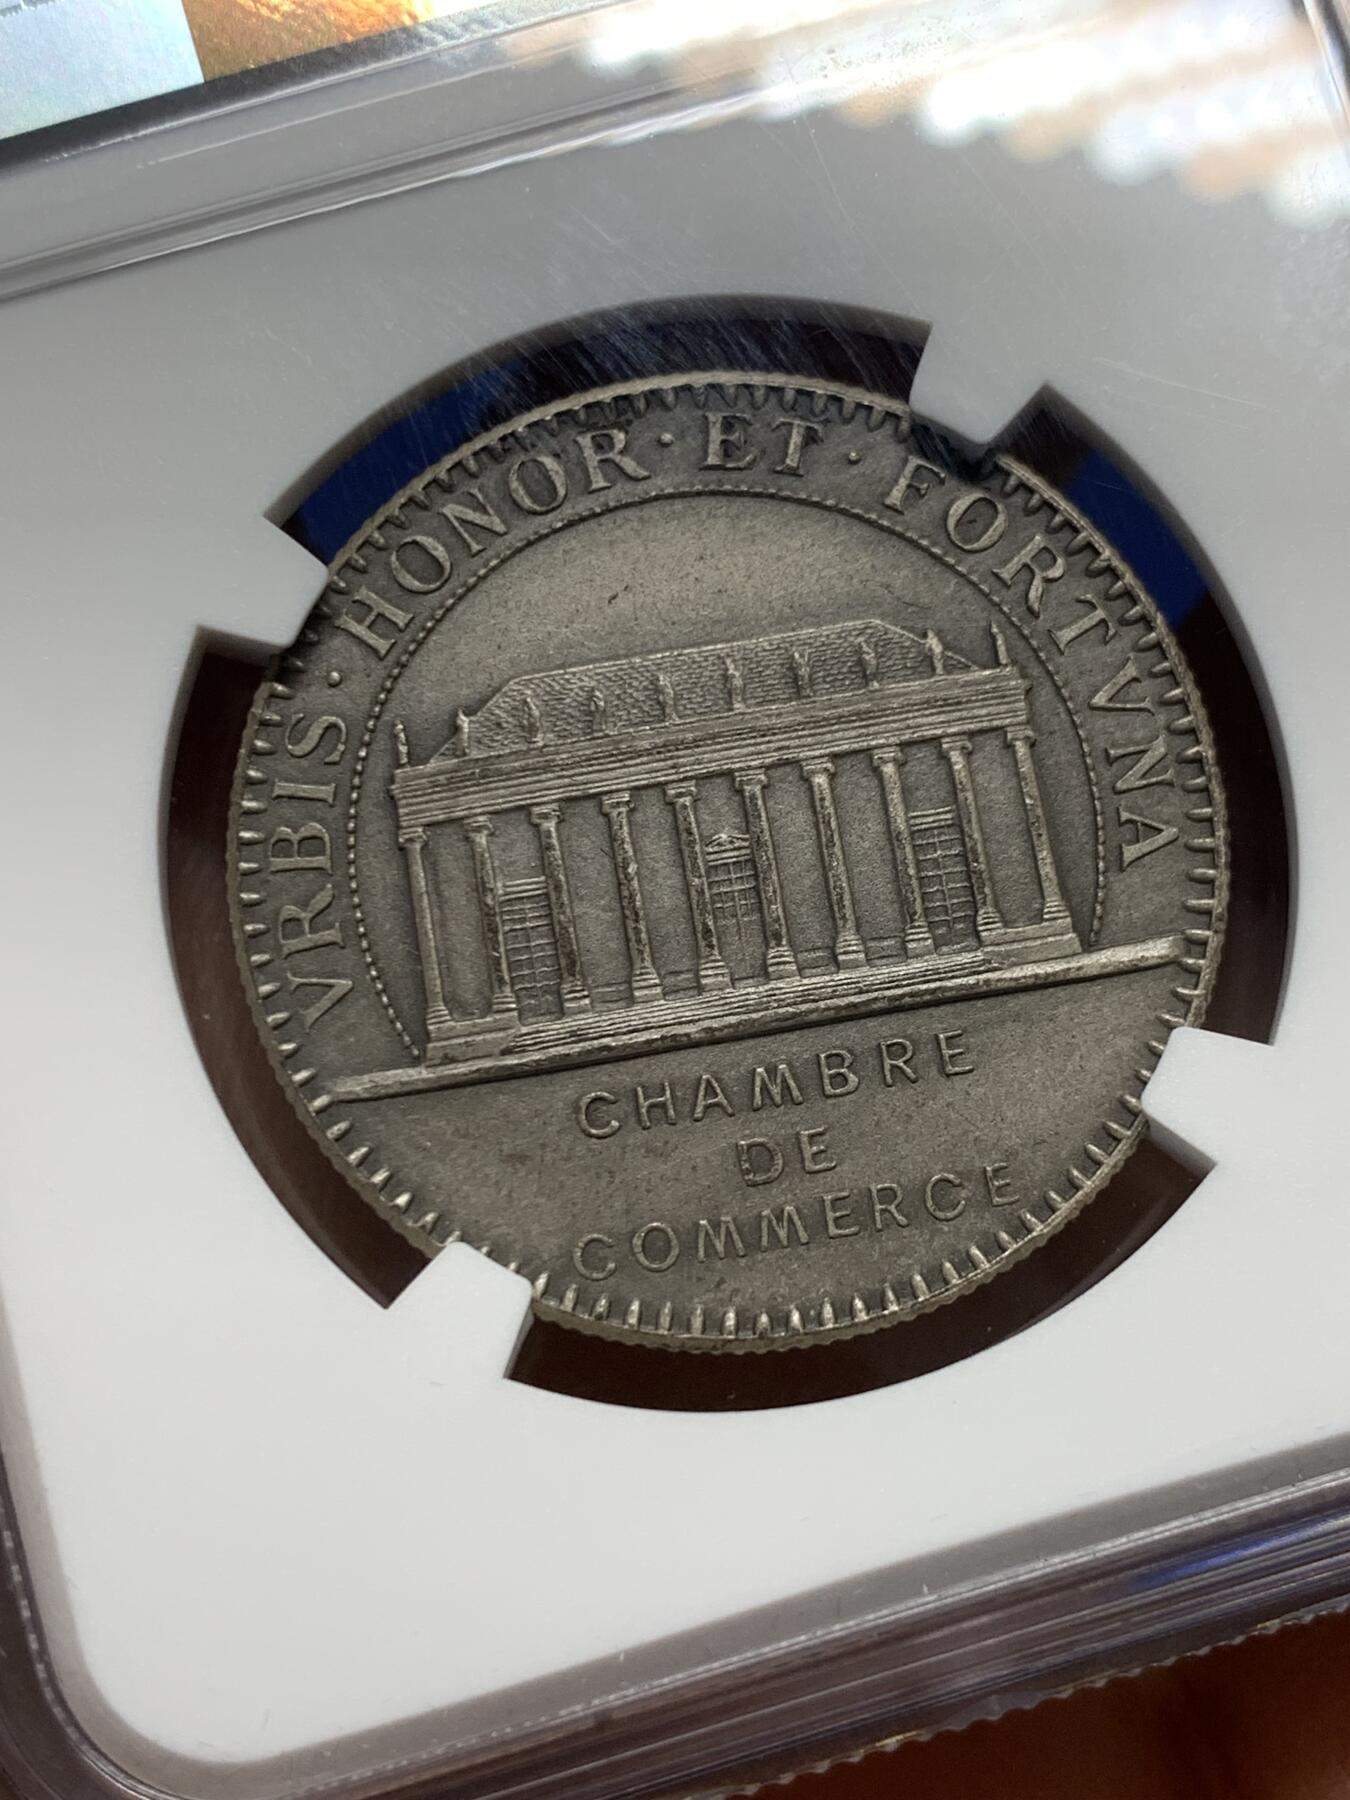 VRBIS · HONOR · ET · FORTVNA
CHAMBRE
DE
COMMERCE